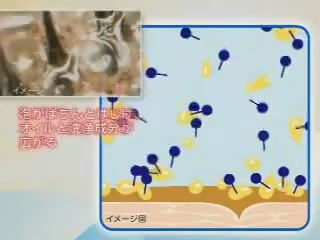 イメージ
泡がぱちんとはじけ
オイルと洗浄成分が
広がる
イメージ図